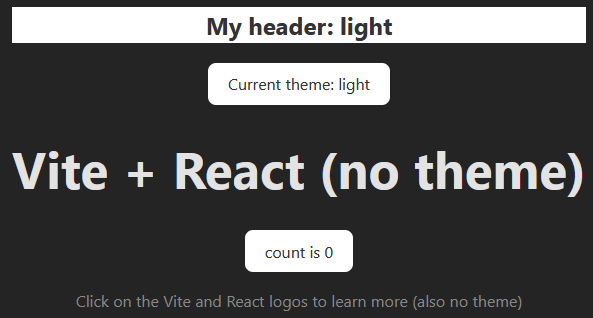 My header: light
Current theme: light
Vite + React (no theme)
count is 0
Click on the Vite and React logos to learn more (also no theme)